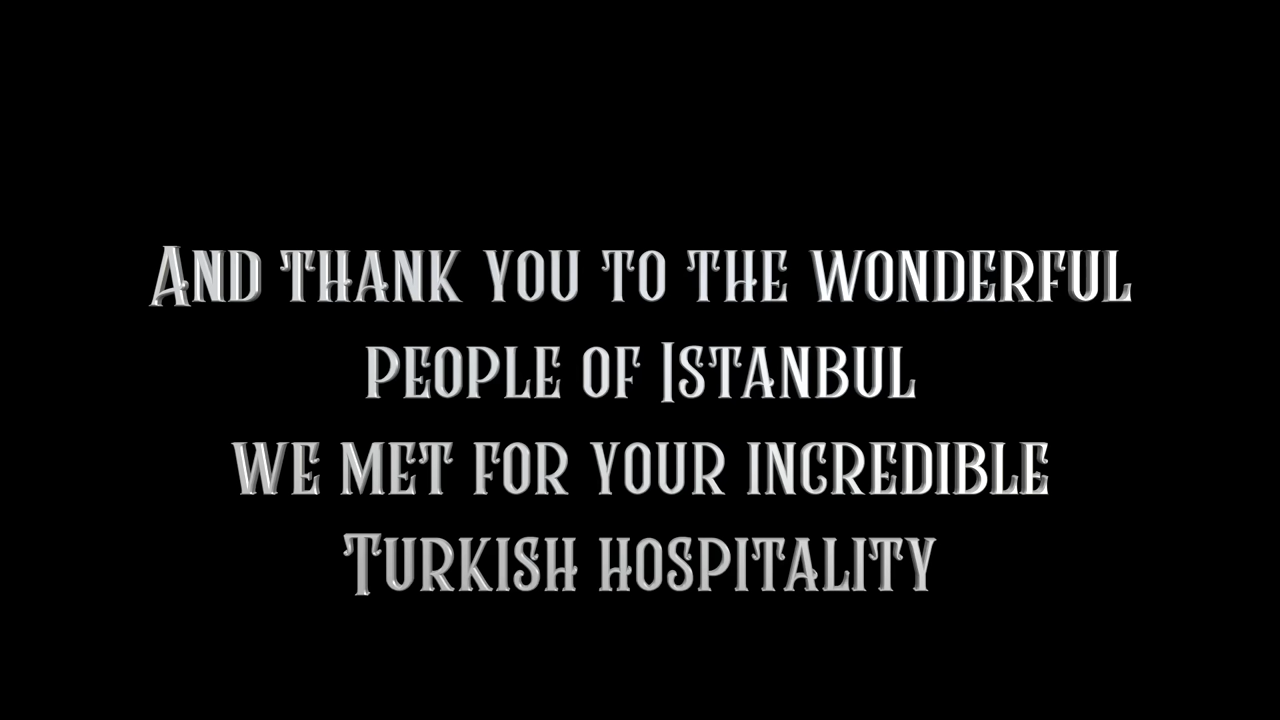 And thank you to the wonderful
people of Istanbul
we met for your incredible
Turkish hospitality